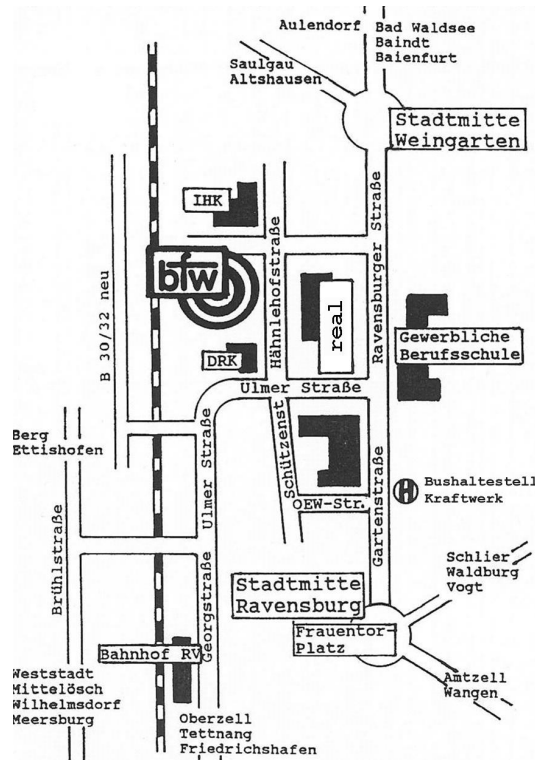 Aulendorf
Bad Waldsee
Baindt
Baienfurt
Saulgau
Altshausen
Stadtmitte
Weingarten
IHK
Hähnlehofstraße
Ravensburger Straße
B 30/32 neu
bfw
real
Gewerbliche
Berufsschule
DRK
Ulmer Straße
Berg
Ettishofen
Ulmer Straße
Schützenst
Gartenstraße
H
Bushaltestell
Kraftwerk
OEW-Str.
Brühlstraße
Schlier
Waldburg
Vogt
Stadtmitte
Ravensburg
Georgstraße
Frauentor-
Platz
Bahnhof RV
Weststadt
Mittelösch
Wilhelmsdorf
Meersburg
Amtzell
Wangen
Oberzell
Tettnang
Friedrichshafen